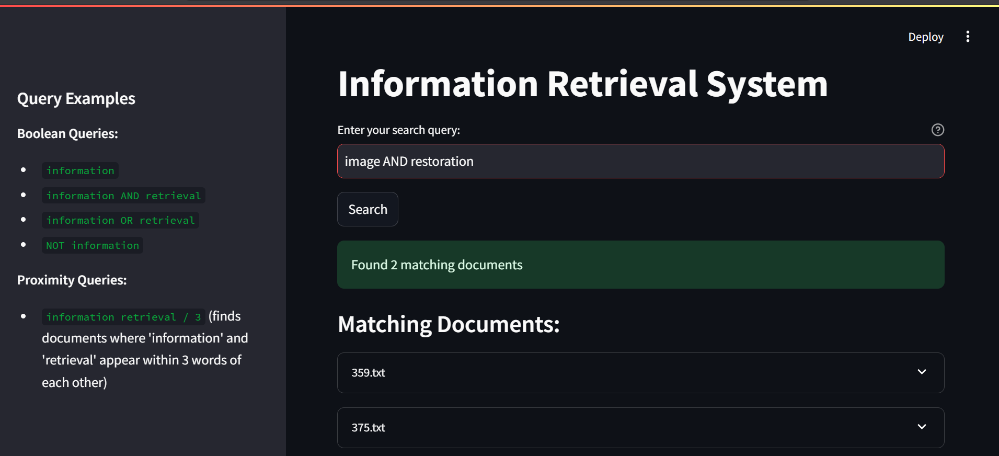 Query Examples
Boolean Queries:
information
information AND retrieval
information OR retrieval
NOT information
Proximity Queries:
information retrieval / 3 (finds
documents where 'information' and
'retrieval' appear within 3 words of
each other)
Deploy
Information Retrieval System
Enter your search query:
image AND restoration
Search
Found 2 matching documents
Matching Documents:
359.txt
375.txt